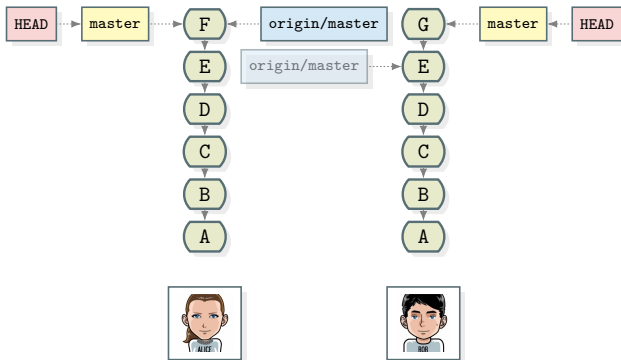 HEAD master F origin/master G master HEAD
E origin/master E
D D
C C
B B
A A
ALICE BOB